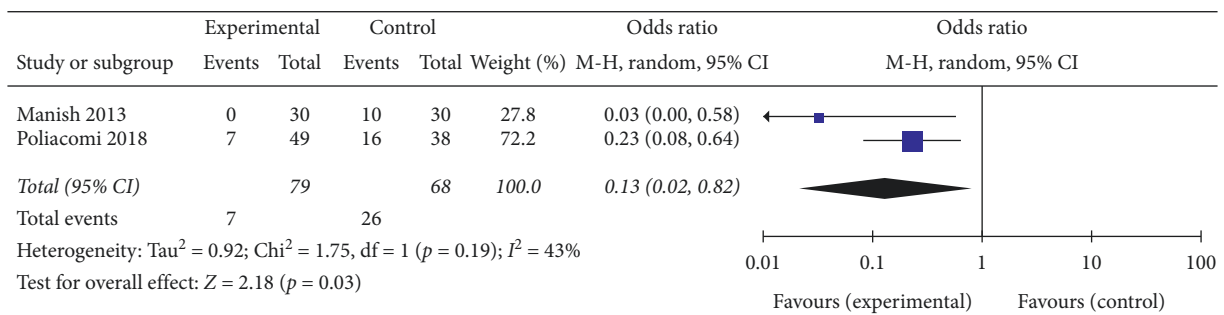 Experimental Control Odds ratio Odds ratio
Study or subgroup Events Total Events Total Weight (%) M-H, random, 95% CI M-H, random, 95% CI
Manish 2013 0 30 10 30 27.8 0.03 (0.00, 0.58)
Poliacomi 2018 7 49 16 38 72.2 0.23 (0.08, 0.64)
Total (95% CI) 79 68 100.0 0.13 (0.02, 0.82)
Total events 7 26
Heterogeneity: Tau² = 0.92; Chi² = 1.75, df = 1 (p = 0.19); I² = 43%
Test for overall effect: Z = 2.18 (p = 0.03)
0.01 0.1 1 10 100
Favours (experimental) Favours (control)